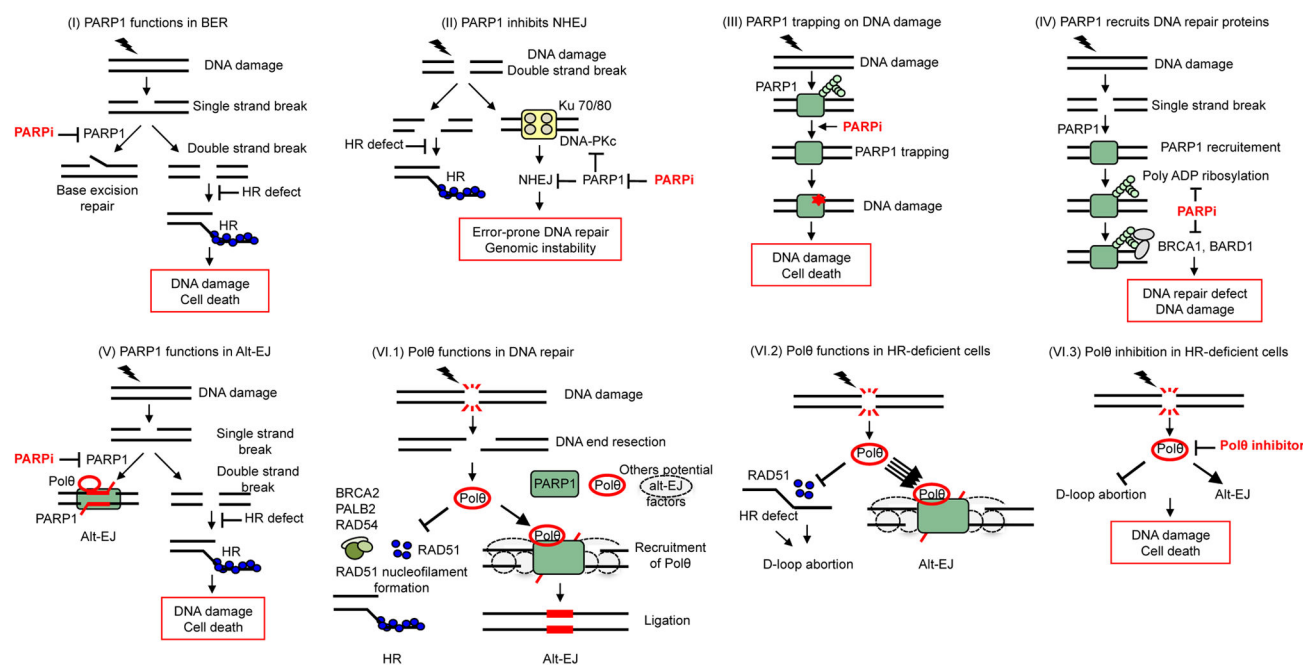 (I) PARP1 functions in BER
DNA damage
Single strand break
PARPi
PARP1
Double strand break
Base excision
repair
HR defect
HR
DNA damage
Cell death
(II) PARP1 inhibits NHEJ
DNA damage
Double strand break
Ku 70/80
HR defect
DNA-PKc
HR
NHEJ
PARP1
PARPi
Error-prone DNA repair
Genomic instability
(III) PARP1 trapping on DNA damage
DNA damage
PARP1
PARPi
PARP1 trapping
DNA damage
DNA damage
Cell death
(IV) PARP1 recruits DNA repair proteins
DNA damage
Single strand break
PARP1
PARP1 recruitement
Poly ADP ribosylation
PARPi
BRCA1, BARD1
DNA repair defect
DNA damage
(V) PARP1 functions in Alt-EJ
DNA damage
Single strand
break
PARPi
PARP1
Polθ
Double strand
break
PARP1
Alt-EJ
HR defect
HR
DNA damage
Cell death
(VI.1) Polθ functions in DNA repair
DNA damage
DNA end resection
Polθ
PARP1
Polθ
Others potential
alt-EJ
factors
BRCA2
PALB2
RAD54
RAD51
RAD51 nucleofilament
formation
Polθ
Recruitment
of Polθ
Ligation
HR
Alt-EJ
(VI.2) Polθ functions in HR-deficient cells
Polθ
RAD51
Polθ
HR defect
D-loop abortion
Alt-EJ
(VI.3) Polθ inhibition in HR-deficient cells
Polθ
Polθ inhibitor
D-loop abortion
Alt-EJ
DNA damage
Cell death